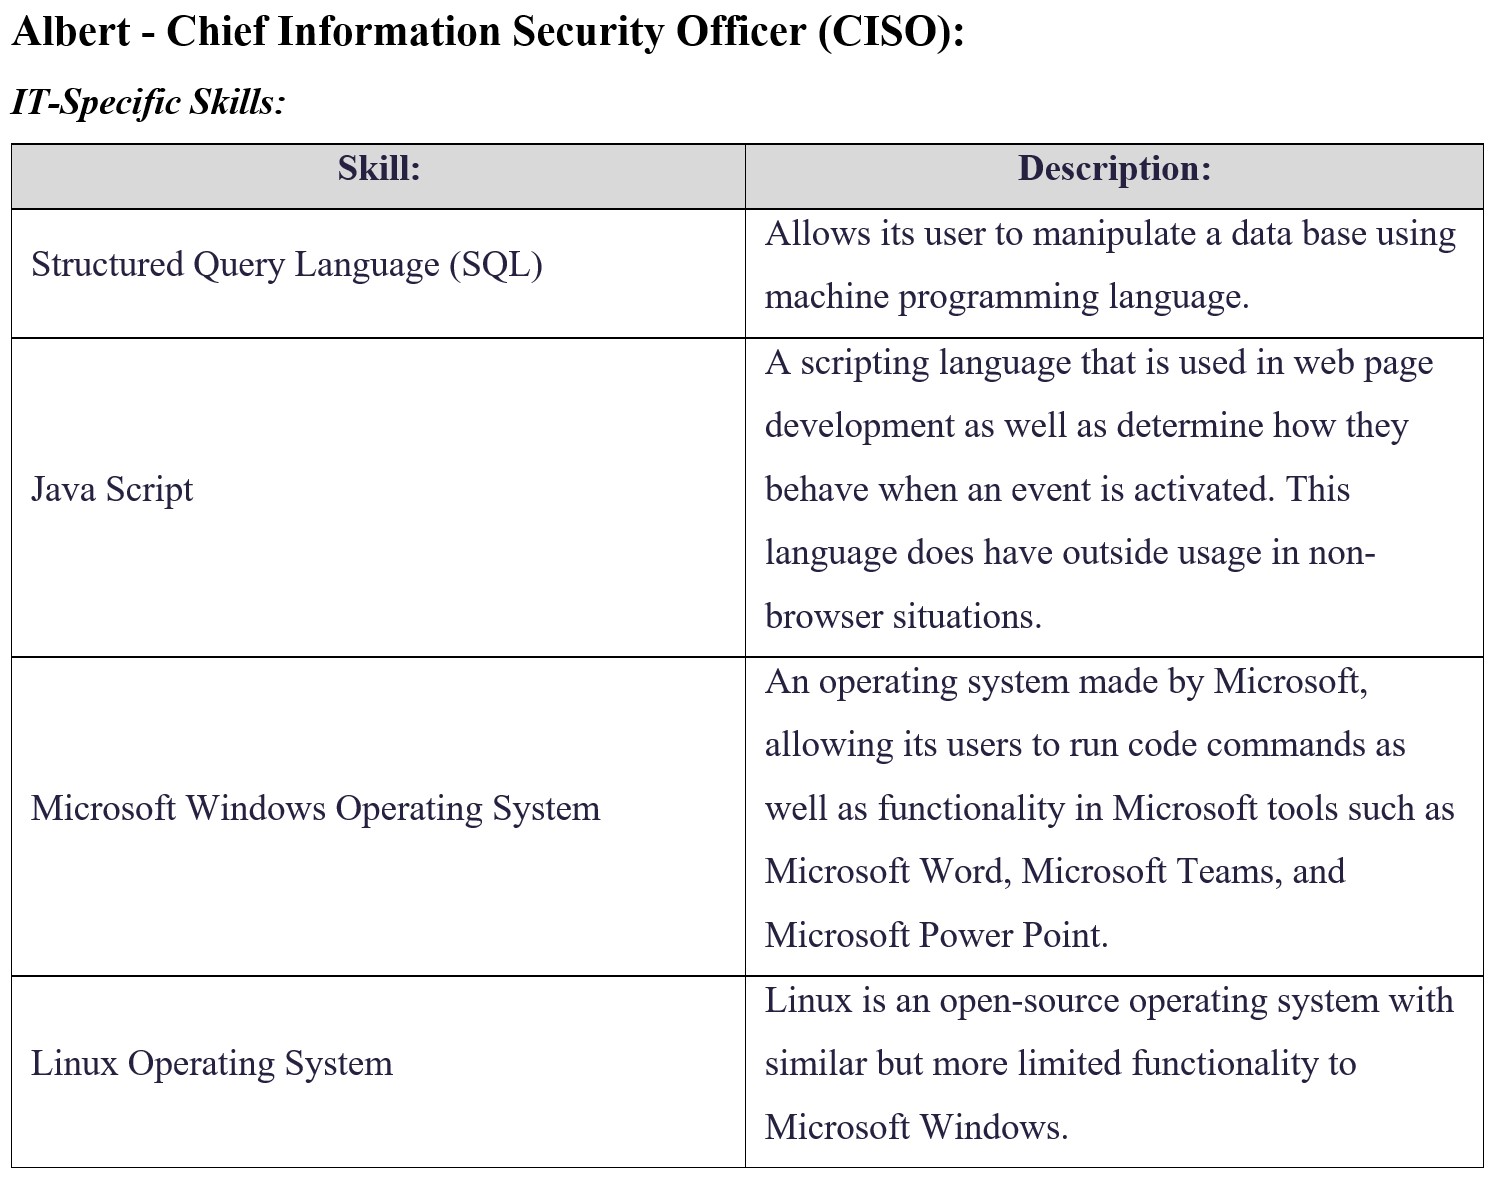 Albert - Chief Information Security Officer (CISO):
IT-Specific Skills:
Skill:
Description:
Structured Query Language (SQL)
Allows its user to manipulate a data base using
machine programming language.
Java Script
A scripting language that is used in web page
development as well as determine how they
behave when an event is activated. This
language does have outside usage in non-
browser situations.
Microsoft Windows Operating System
An operating system made by Microsoft,
allowing its users to run code commands as
well as functionality in Microsoft tools such as
Microsoft Word, Microsoft Teams, and
Microsoft Power Point.
Linux Operating System
Linux is an open-source operating system with
similar but more limited functionality to
Microsoft Windows.